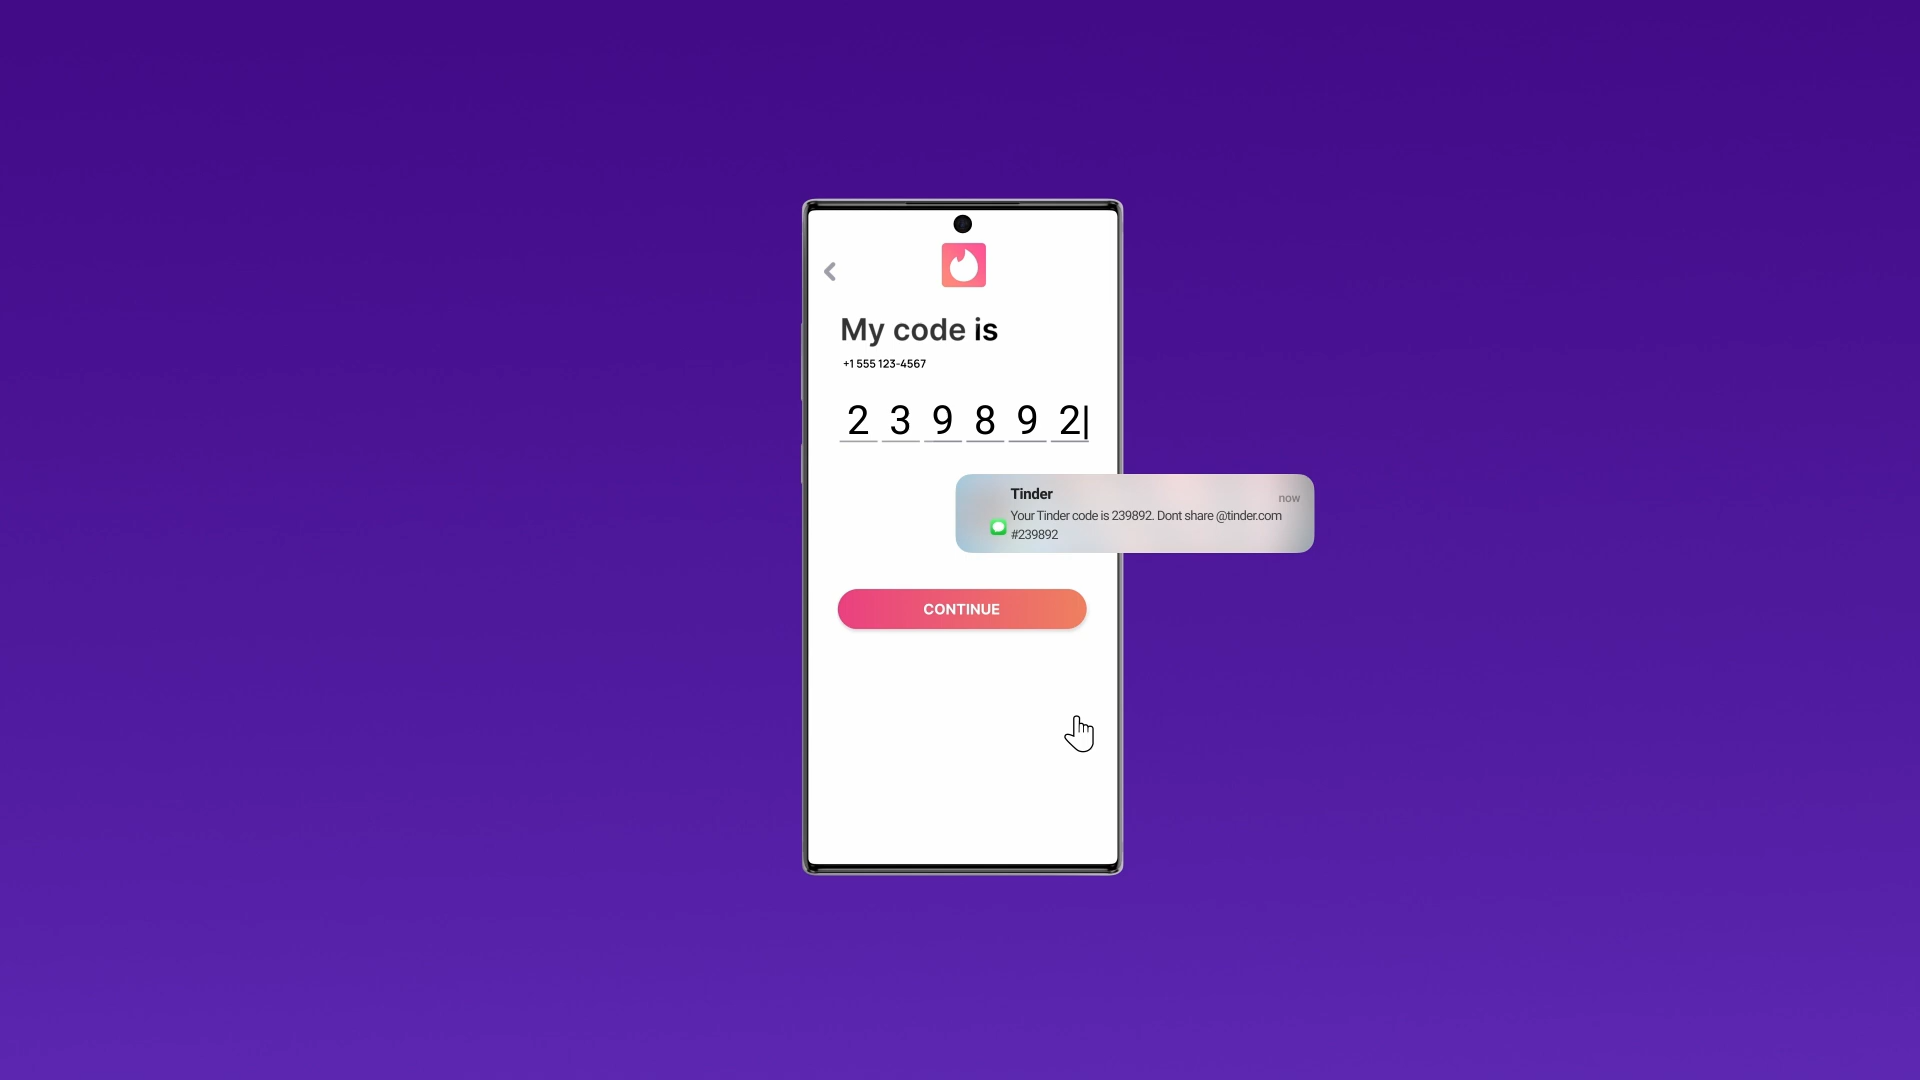 My code is
+1 555 123-4567
2 3 9 8 9 2
Tinder
now
Your Tinder code is 239892. Dont share @tinder.com
#239892
CONTINUE